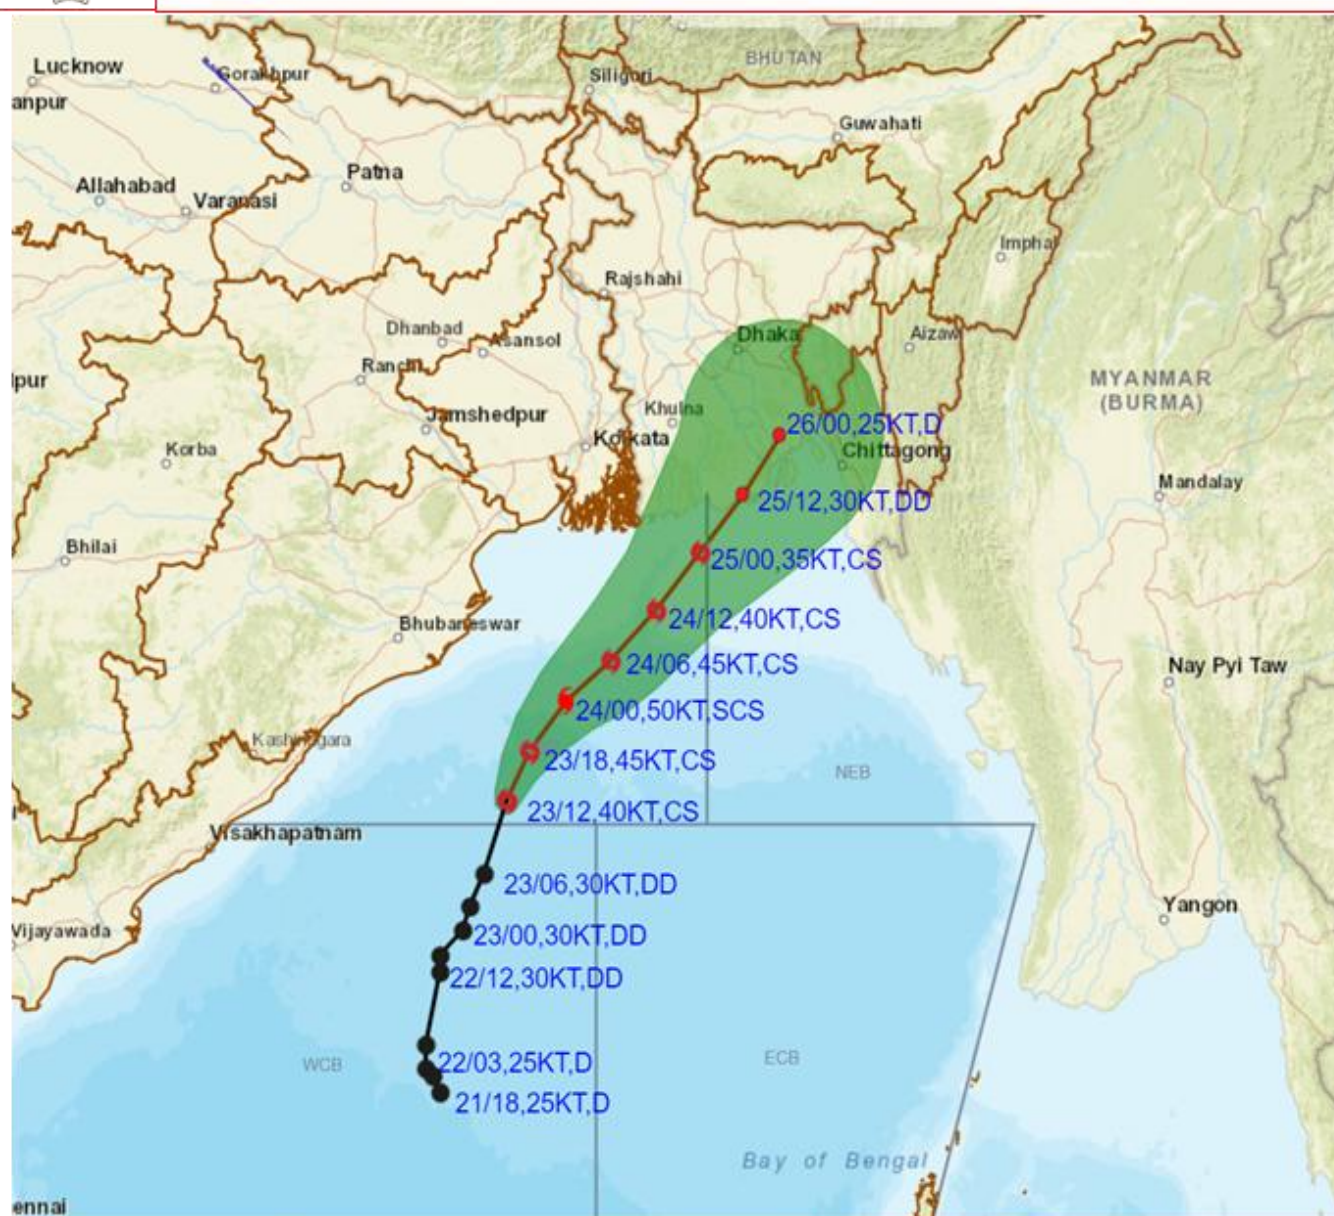 BHUTAN
Lucknow
Gorakhpur
Siliguri
anpur
Guwahati
Patna
Allahabad
Varanasi
Imphal
Rajshahi
Dhanbad
Asansol
Dhaka
Aizaw
Ranchi
lpur
MYANMAR
(BURMA)
Khulna
Jamshedpur
Kolkata
26/00,25KT,D
Korba
Chittagong
Mandalay
25/12,30KT,DD
Bhilai
25/00,35KT,CS
Bhubaneswar
24/12,40KT,CS
24/06,45KT,CS
Nay Pyi Taw
24/00,50KT,SCS
Kashinagara
23/18,45KT,CS
NEB
23/12,40KT,CS
Visakhapatnam
23/06,30KT,DD
Yangon
Vijayawada
23/00,30KT,DD
22/12,30KT,DD
WCB
22/03,25KT,D
ECB
21/18,25KT,D
Bay of Bengal
ennai